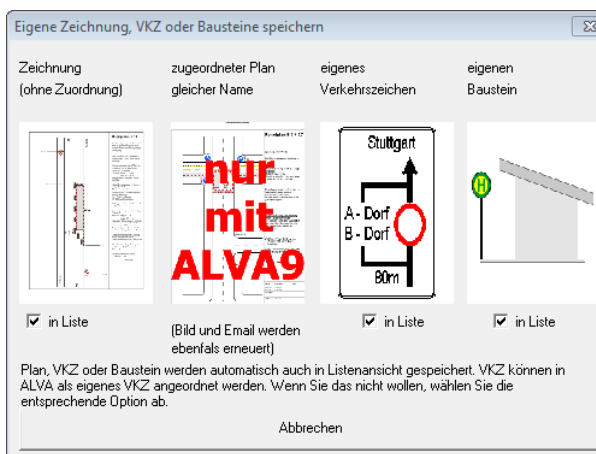 Eigene Zeichnung, VKZ oder Bausteine speichern
Zeichnung
(ohne Zuordnung)
zugeordneter Plan
gleicher Name
eigenes
Verkehrszeichen
eigenen
Baustein
nur
mit
ALVA9
Stuttgart
A - Dorf
B - Dorf
80m
H
in Liste
(Bild und Email werden
ebenfals erneuert)
in Liste
in Liste
Plan, VKZ oder Baustein werden automatisch auch in Listenansicht gespeichert. VKZ können in
ALVA als eigenes VKZ angeordnet werden. Wenn Sie das nicht wollen, wählen Sie die
entsprechende Option ab.
Abbrechen